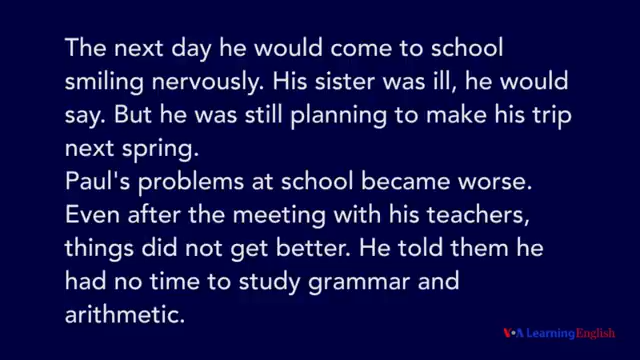 The next day he would come to school
smiling nervously. His sister was ill, he would
say. But he was still planning to make his trip
next spring.
Paul's problems at school became worse.
Even after the meeting with his teachers,
things did not get better. He told them he
had no time to study grammar and
arithmetic.
VOA Learning English